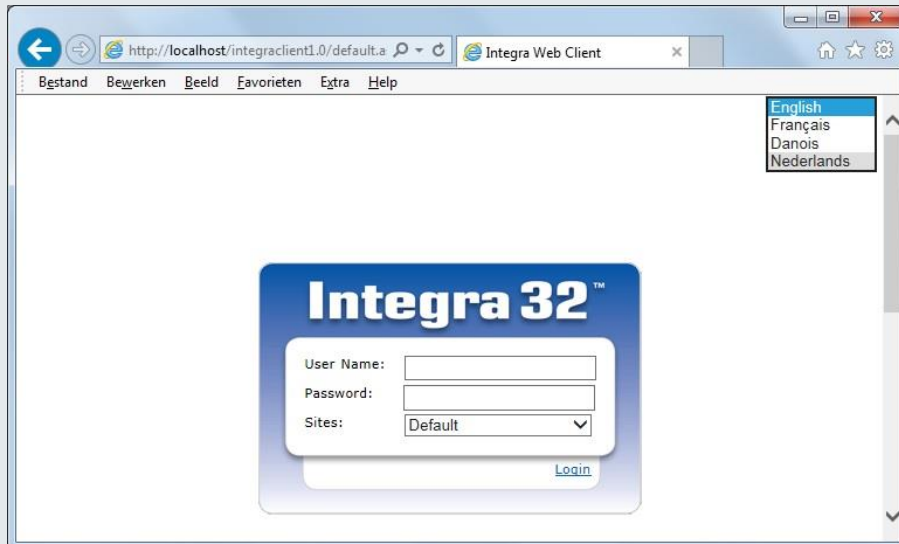 http://localhost/integraclient1.0/default.a
Integra Web Client
Bestand Bewerken Beeld Favorieten Extra Help
English
Français
Danois
Nederlands
Integra 32™
User Name:
Password:
Sites: Default
Login